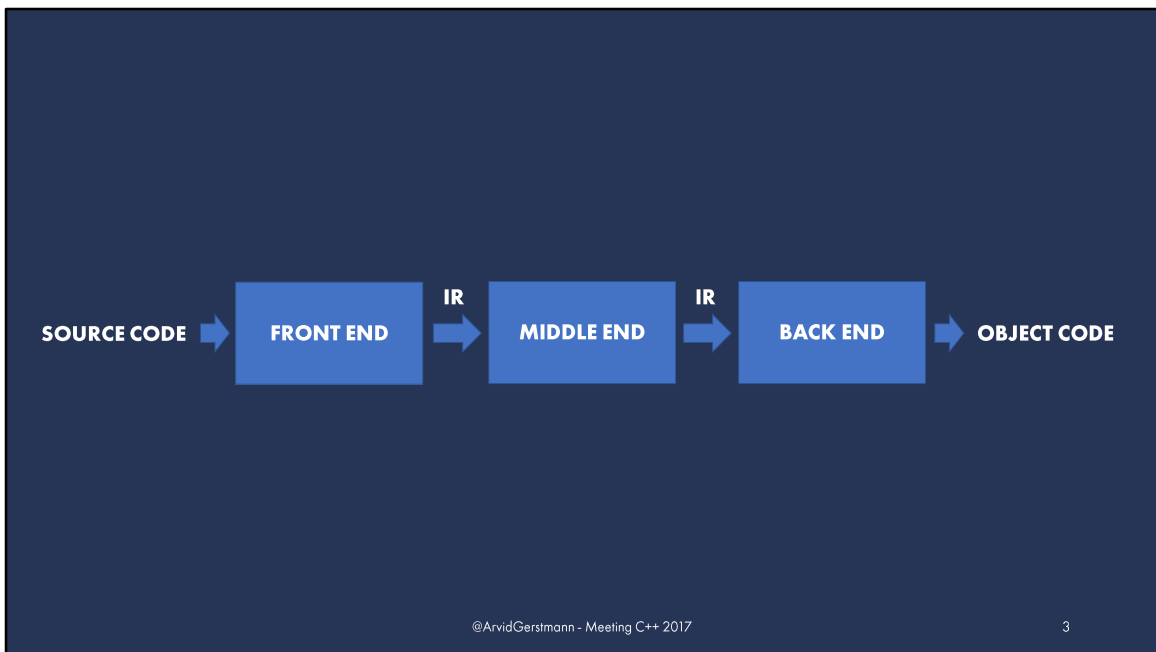 IR
IR
SOURCE CODE
FRONT END
MIDDLE END
BACK END
OBJECT CODE
@ArvidGerstmann - Meeting C++ 2017
3